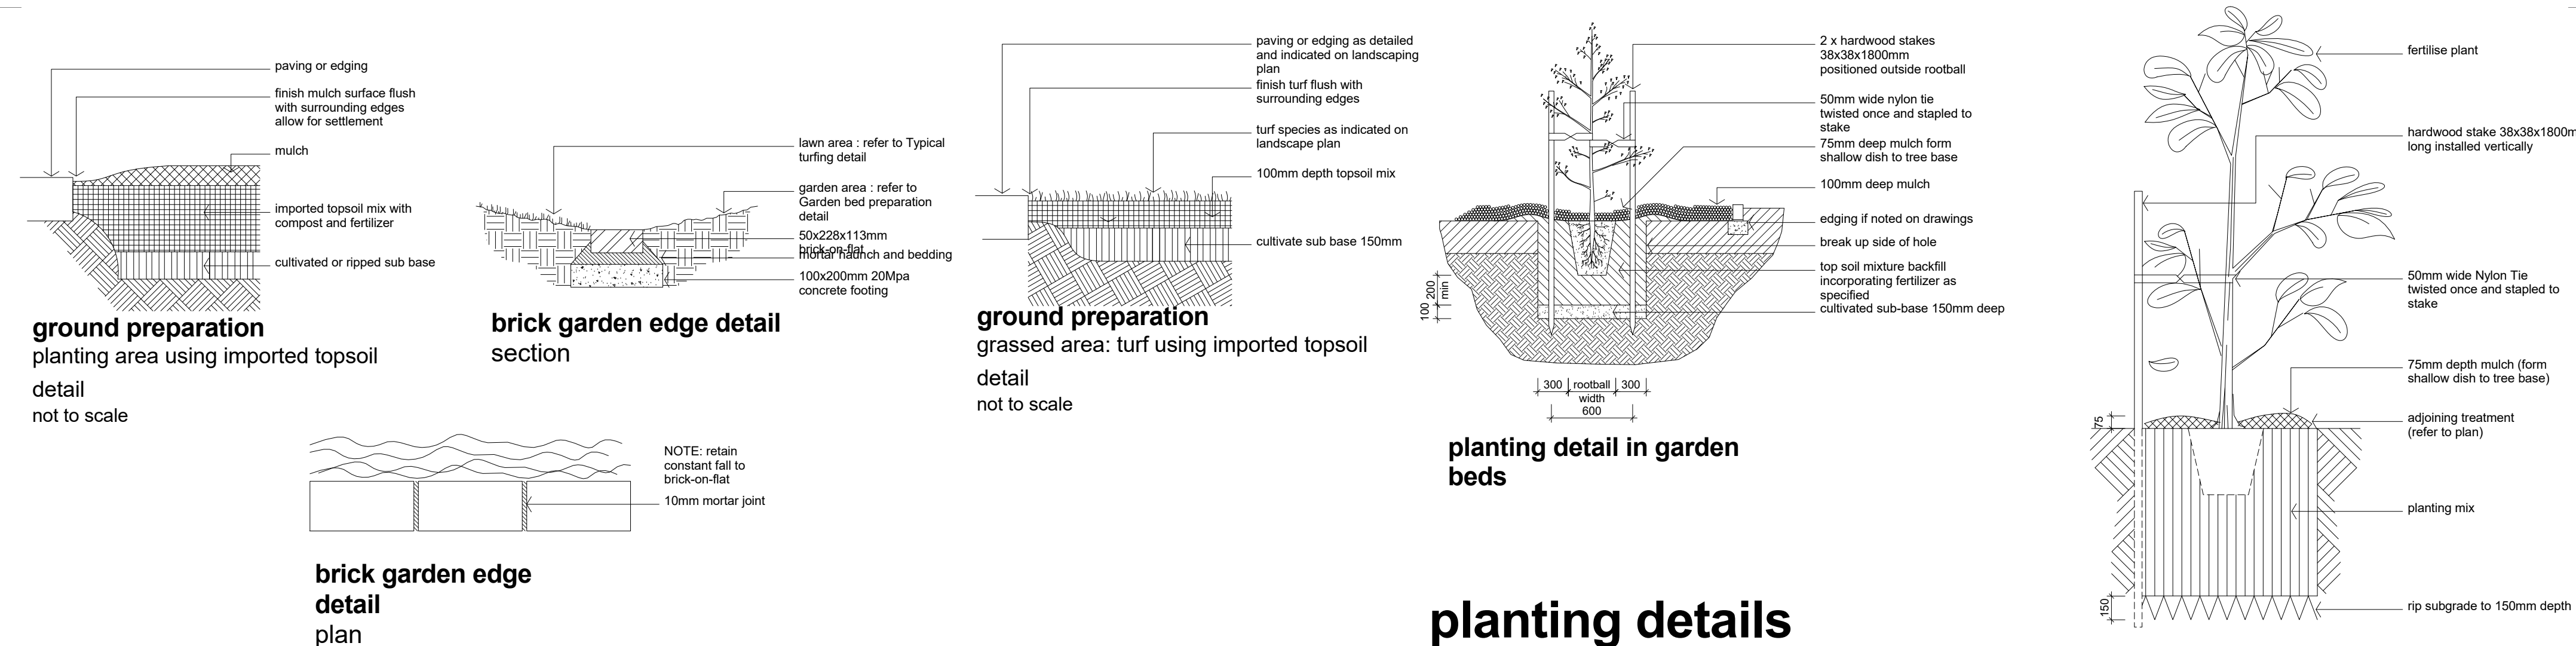 paving or edging
finish mulch surface flush
with surrounding edges
allow for settlement
mulch
imported topsoil mix with
compost and fertilizer
cultivated or ripped sub base
ground preparation
planting area using imported topsoil
detail
not to scale
lawn area : refer to Typical
turfing detail
garden area : refer to
Garden bed preparation
detail
50x228x113mm
brick-on-flat
mortar haunch and bedding
100x200mm 20Mpa
concrete footing
brick garden edge detail
section
NOTE: retain
constant fall to
brick-on-flat
10mm mortar joint
brick garden edge
detail
plan
paving or edging as detailed
and indicated on landscaping
plan
finish turf flush with
surrounding edges
turf species as indicated on
landscape plan
100mm depth topsoil mix
cultivate sub base 150mm
ground preparation
grassed area: turf using imported topsoil
detail
not to scale
2 x hardwood stakes
38x38x1800mm
positioned outside rootball
50mm wide nylon tie
twisted once and stapled to
stake
75mm deep mulch form
shallow dish to tree base
100mm deep mulch
edging if noted on drawings
break up side of hole
top soil mixture backfill
incorporating fertilizer as
specified
cultivated sub-base 150mm deep
100 200
min
300 rootball 300
width
600
planting detail in garden
beds
planting details
fertilise plant
hardwood stake 38x38x1800m
long installed vertically
50mm wide Nylon Tie
twisted once and stapled to
stake
75mm depth mulch (form
shallow dish to tree base)
adjoining treatment
(refer to plan)
planting mix
rip subgrade to 150mm depth
75
150